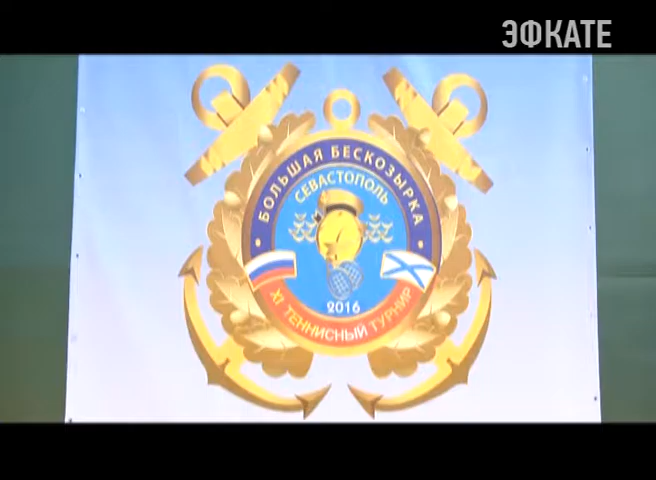 ЭФКАТЕ
БОЛЬШАЯ БЕСКОЗЫРКА
СЕВАСТОПОЛЬ
2016
XI ТЕННИСНЫЙ ТУРНИР